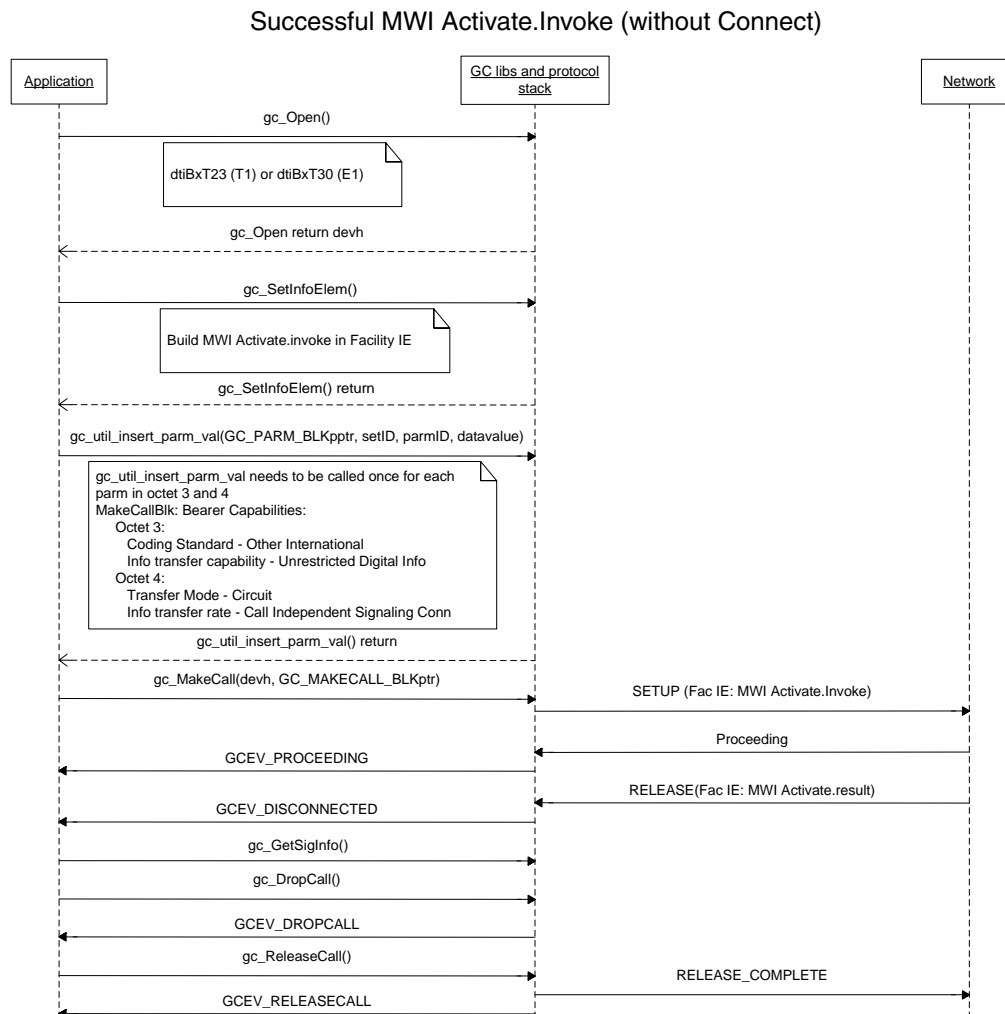 Successful MWI Activate.Invoke (without Connect)
Application
GC libs and protocol
stack
Network
gc_Open()
dtiBxT23 (T1) or dtiBxT30 (E1)
gc_Open return devh
gc_SetInfoElem()
Build MWI Activate.invoke in Facility IE
gc_SetInfoElem() return
gc_util_insert_parm_val(GC_PARM_BLKpptr, setID, parmID, datavalue)
gc_util_insert_parm_val needs to be called once for each
parm in octet 3 and 4
MakeCallBlk: Bearer Capabilities:
Octet 3:
Coding Standard - Other International
Info transfer capability - Unrestricted Digital Info
Octet 4:
Transfer Mode - Circuit
Info transfer rate - Call Independent Signaling Conn
gc_util_insert_parm_val() return
gc_MakeCall(devh, GC_MAKECALL_BLKptr)
SETUP (Fac IE: MWI Activate.Invoke)
Proceeding
GCEV_PROCEEDING
RELEASE(Fac IE: MWI Activate.result)
GCEV_DISCONNECTED
gc_GetSigInfo()
gc_DropCall()
GCEV_DROPCALL
gc_ReleaseCall()
RELEASE_COMPLETE
GCEV_RELEASECALL